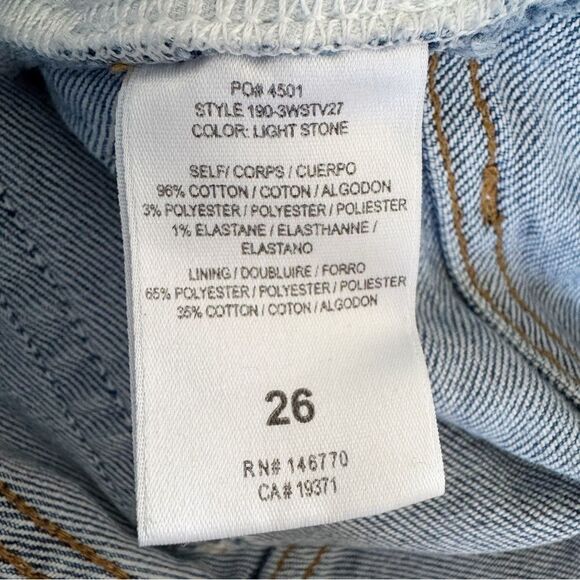 PO# 4501
STYLE 190-3WSTV27
COLOR: LIGHT STONE
SELF/ CORPS / CUERPO
96% COTTON / COTON / ALGODON
3% POLYESTER / POLYESTER / POLIESTER
1% ELASTANE / ELASTHANNE /
ELASTANO
LINING / DOUBLUIRE / FORRO
65% POLYESTER / POLYESTER / POLIESTER
35% COTTON / COTON / ALGODON
26
RN# 146770
CA# 19371